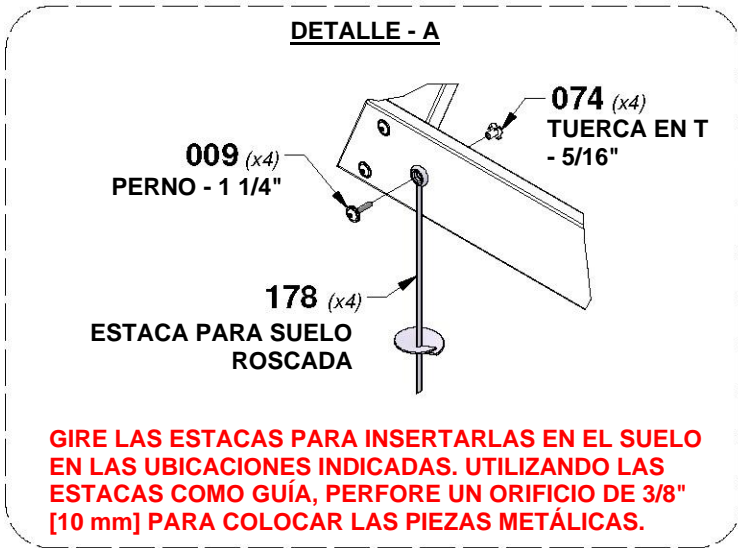 DETALLE - A
074 (x4)
TUERCA EN T
- 5/16"
009 (x4)
PERNO - 1 1/4"
178 (x4)
ESTACA PARA SUELO
ROSCADA
GIRE LAS ESTACAS PARA INSERTARLAS EN EL SUELO
EN LAS UBICACIONES INDICADAS. UTILIZANDO LAS
ESTACAS COMO GUÍA, PERFORE UN ORIFICIO DE 3/8"
[10 mm] PARA COLOCAR LAS PIEZAS METÁLICAS.